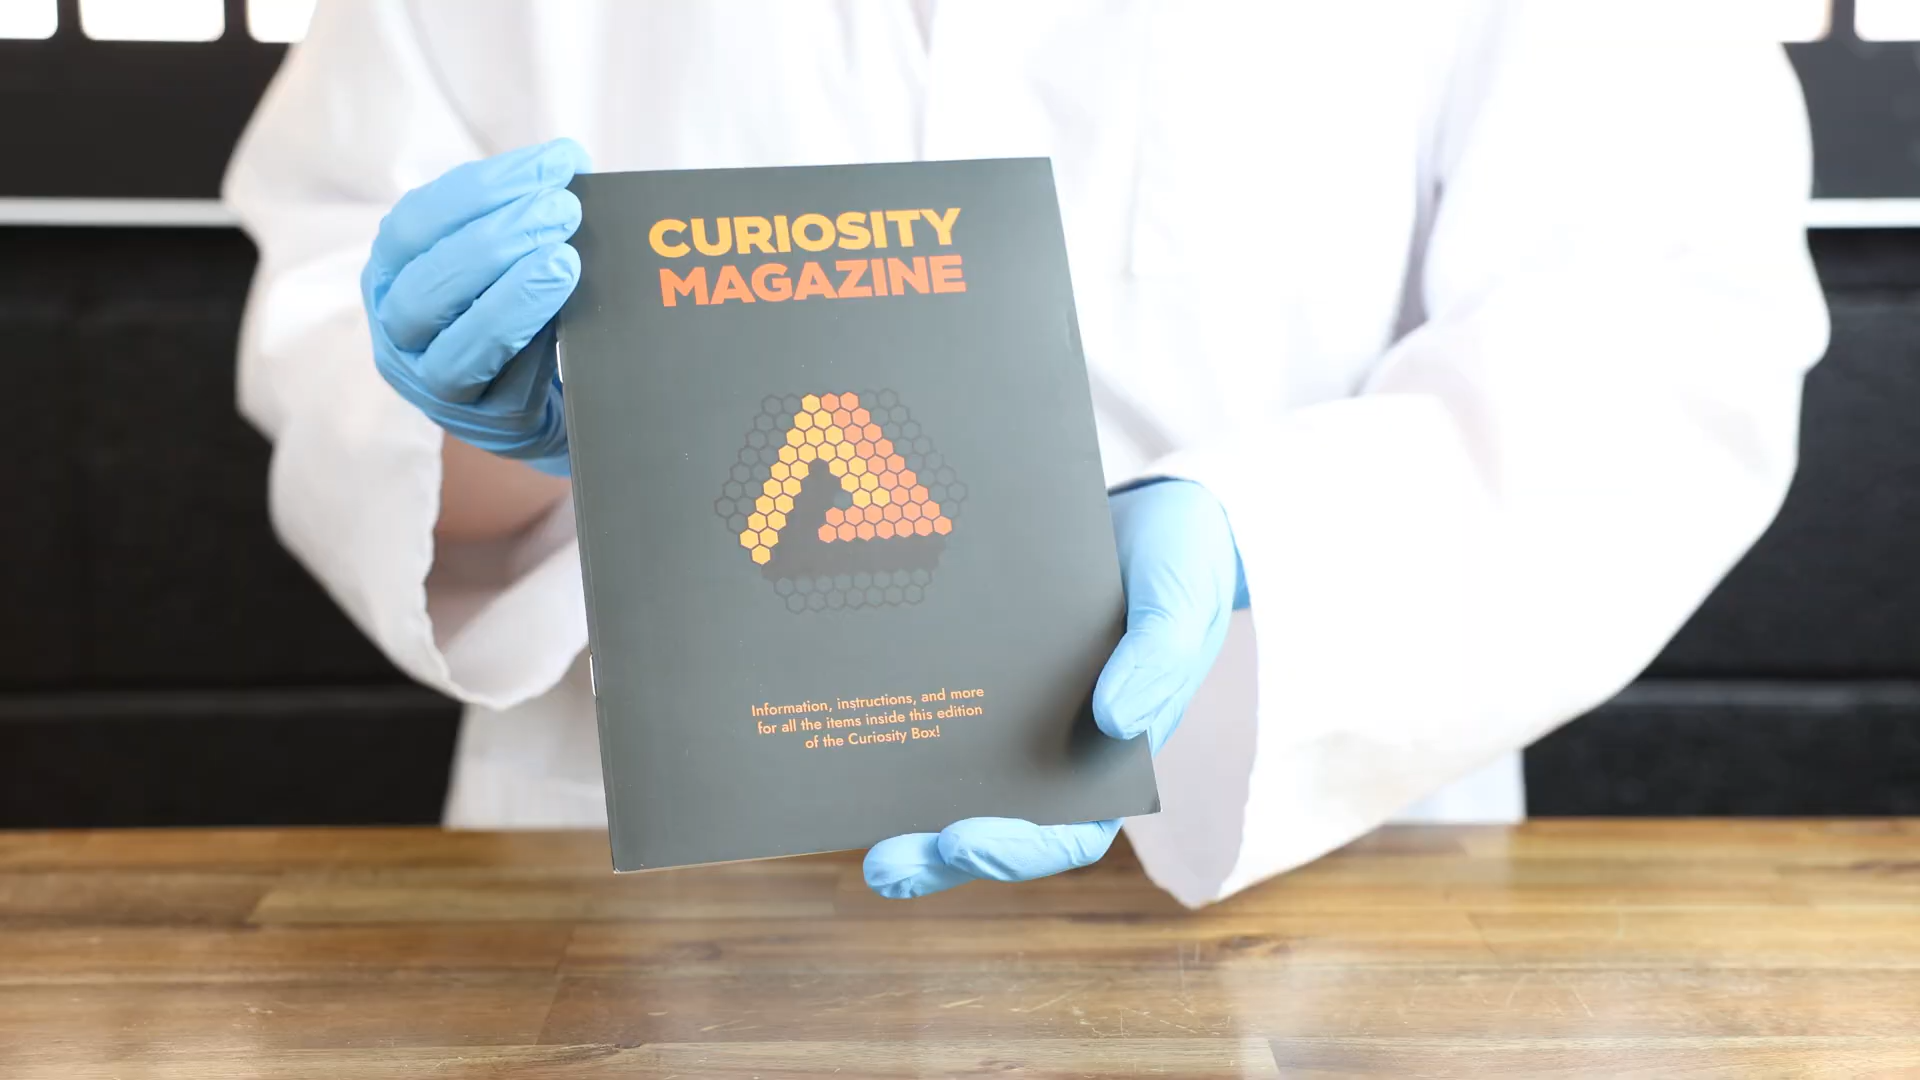 CURIOSITY
MAGAZINE
Information, instructions, and more
for all the items inside this edition
of the Curiosity Box!